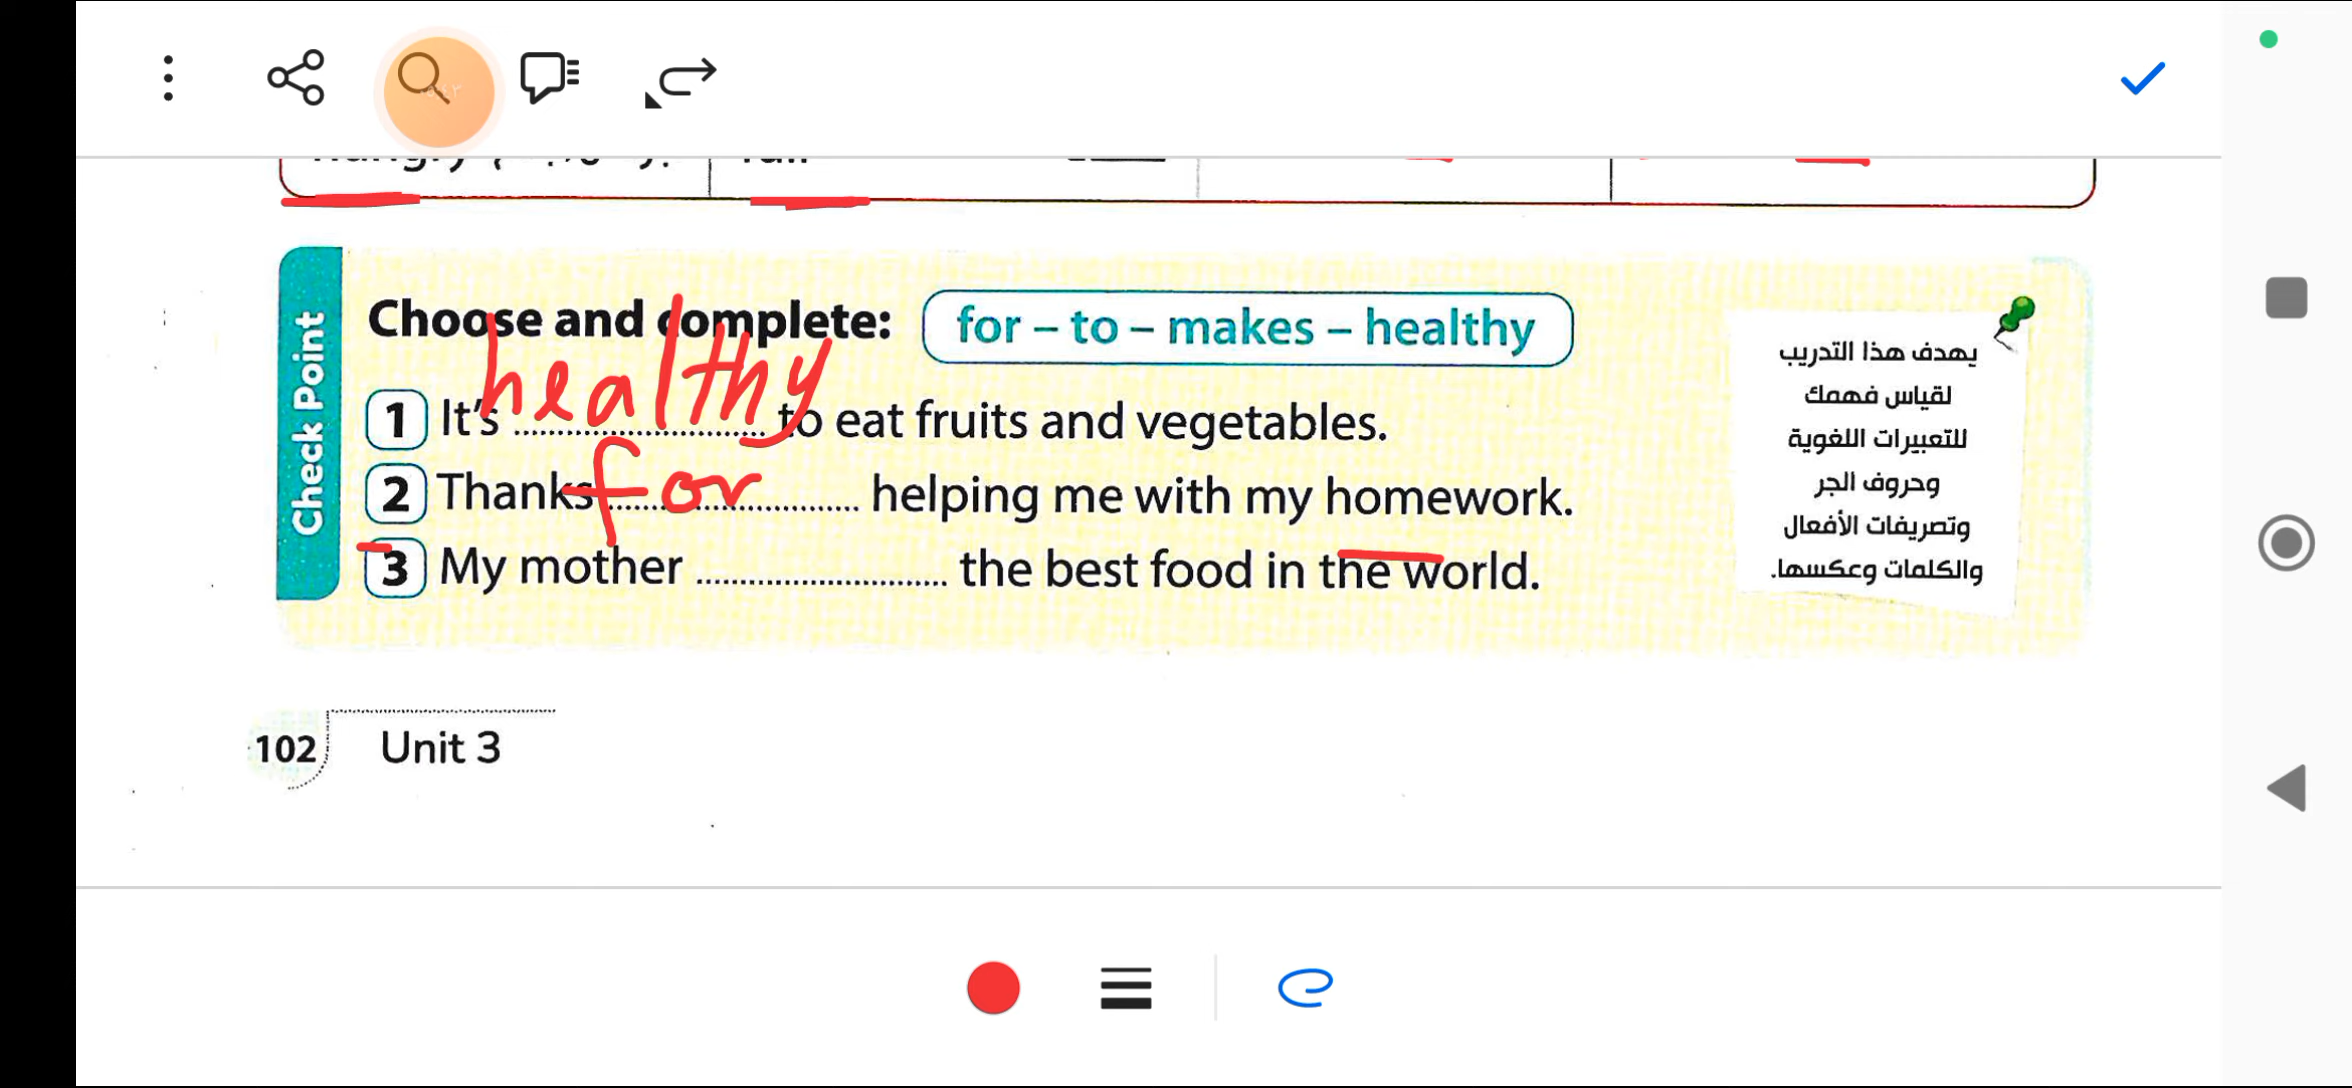 Check Point
Choose and complete:
for – to – makes – healthy
1 It's healthy to eat fruits and vegetables.
2 Thanks for helping me with my homework.
3 My mother ........................ the best food in the world.
يهدف هذا التدريب
لقياس فهمك
للتعبيرات اللغوية
وحروف الجر
وتصريفات الأفعال
والكلمات وعكسها.
102 Unit 3